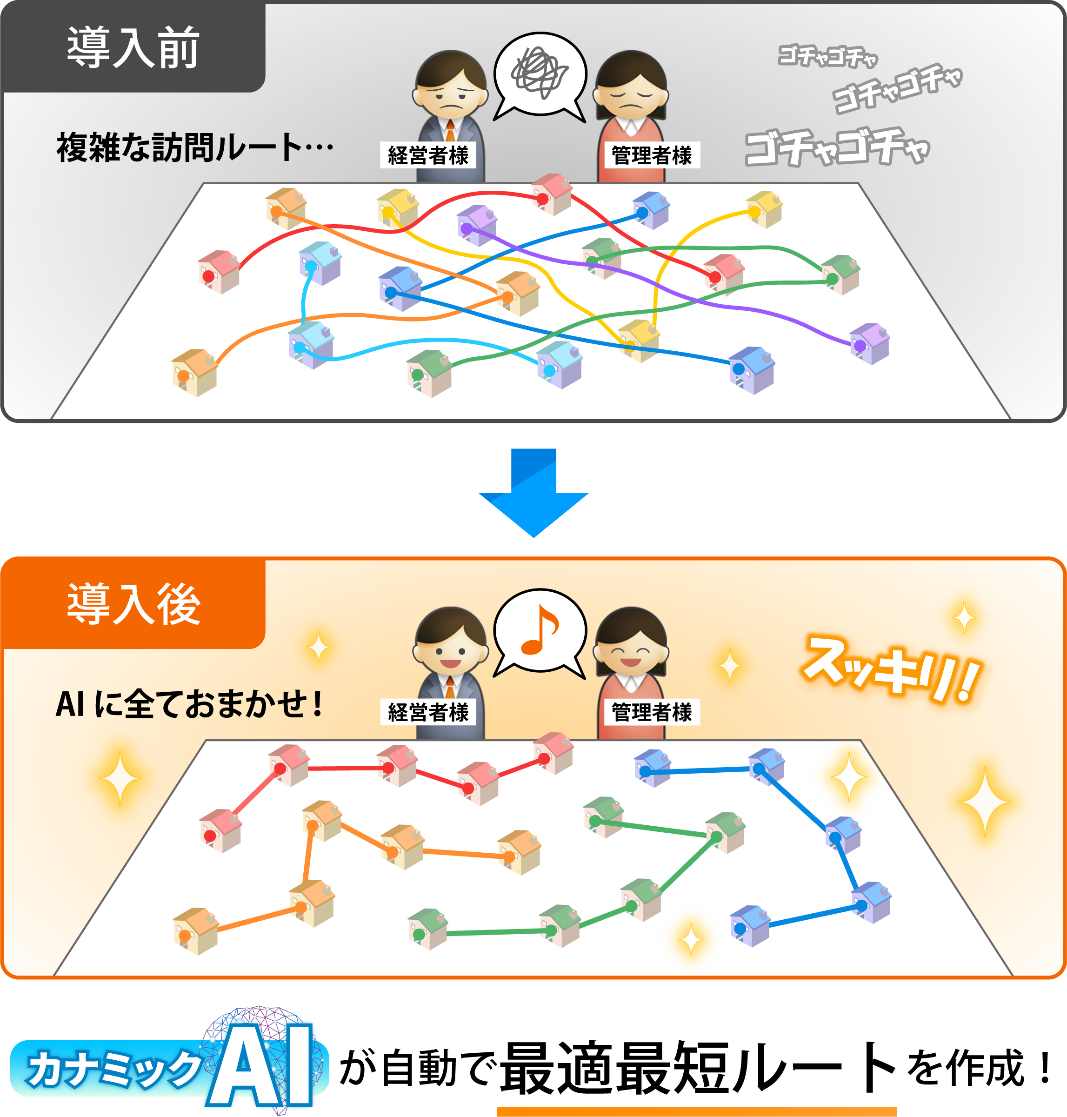 導入前
ゴチャゴチャ
ゴチャゴチャ
ゴチャゴチャ
複雑な訪問ルート…
経営者様
管理者様
導入後
スッキリ!
AIに全ておまかせ!
経営者様
管理者様
カナミックAIが自動で最適最短ルートを作成!